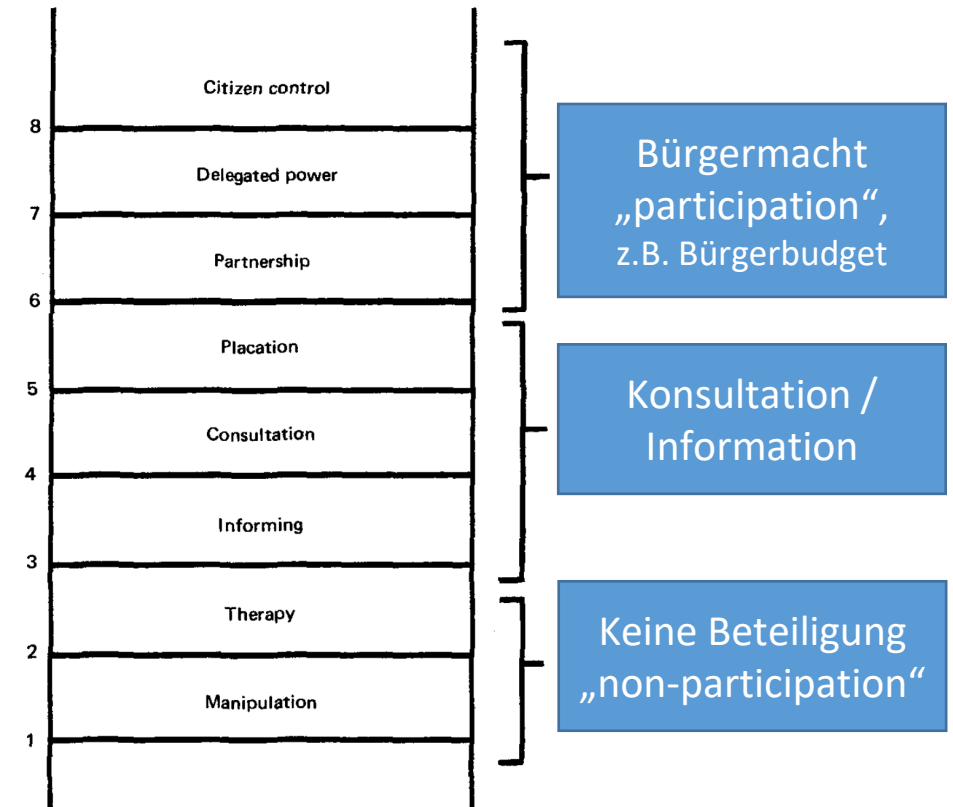 Citizen control
8
Delegated power
7
Partnership
6
Placation
5
Consultation
4
Informing
3
Therapy
2
Manipulation
1
Bürgermacht
„participation“,
z.B. Bürgerbudget
Konsultation /
Information
Keine Beteiligung
„non-participation“